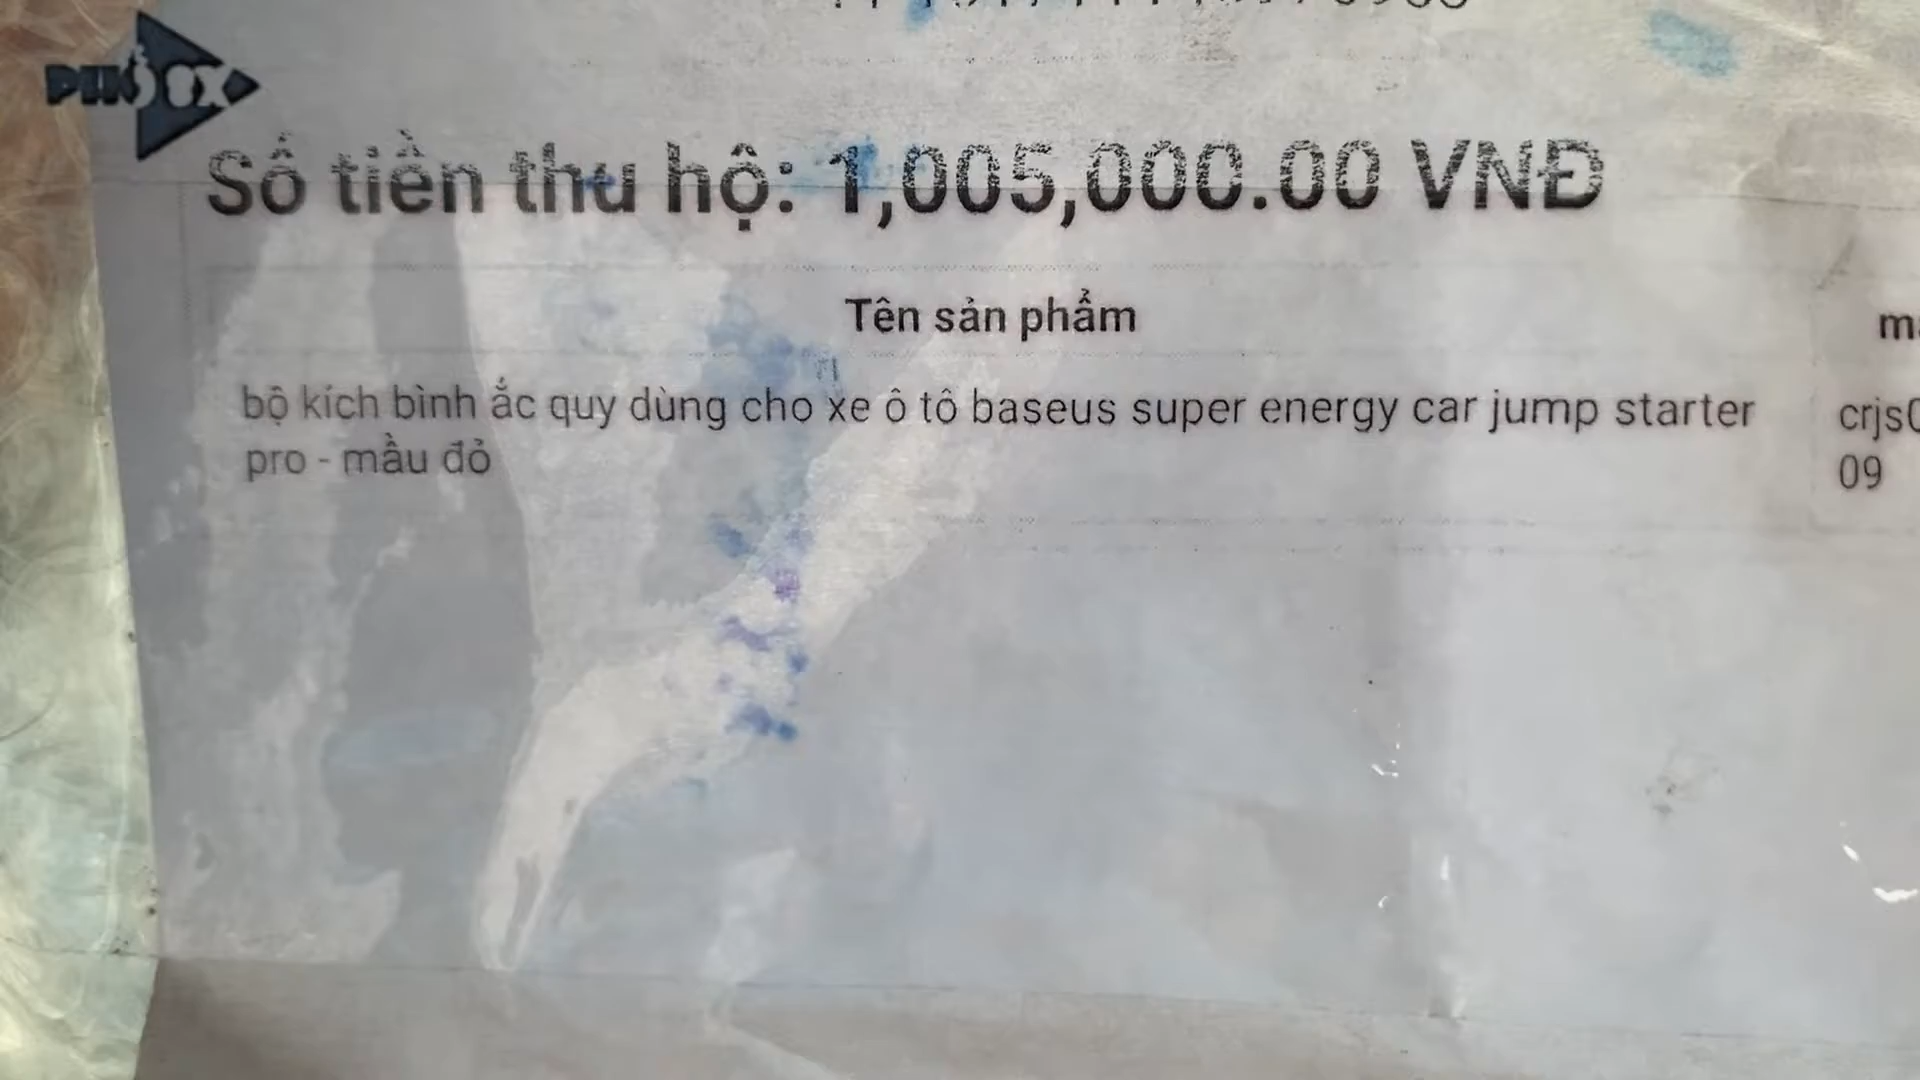 Số tiền thu hộ: 1,005,000.00 VNĐ
Tên sản phẩm
bộ kích bình ắc quy dùng cho xe ô tô baseus super energy car jump starter
pro - mầu đỏ
09